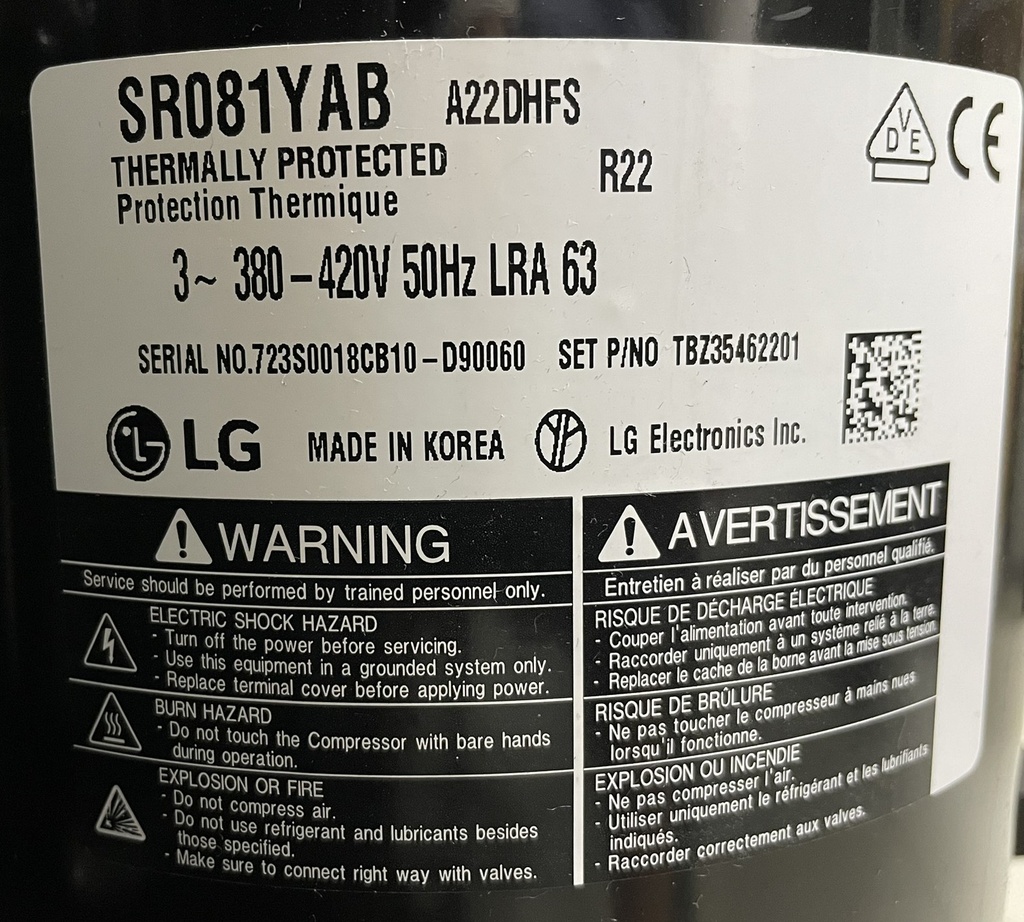 SR081YAB A22DHFS
THERMALLY PROTECTED R22
Protection Thermique
3~ 380-420V 50Hz LRA 63
SERIAL NO.723S0018CB10-D90060 SET P/NO TBZ35462201
LG MADE IN KOREA LG Electronics Inc.
VDE CE
WARNING
Service should be performed by trained personnel only.
ELECTRIC SHOCK HAZARD
- Turn off the power before servicing.
- Use this equipment in a grounded system only.
- Replace terminal cover before applying power.
BURN HAZARD
- Do not touch the Compressor with bare hands
during operation.
EXPLOSION OR FIRE
- Do not compress air.
- Do not use refrigerant and lubricants besides
those specified.
- Make sure to connect right way with valves.
AVERTISSEMENT
Entretien à réaliser par du personnel qualifié.
RISQUE DE DÉCHARGE ÉLECTRIQUE
- Couper l'alimentation avant toute intervention.
- Raccorder uniquement à un système relié à la terre.
- Replacer le cache de la borne avant la mise sous tension.
RISQUE DE BRÛLURE
- Ne pas toucher le compresseur à mains nues
lorsqu'il fonctionne.
EXPLOSION OU INCENDIE
- Ne pas compresser l'air.
- Utiliser uniquement le réfrigérant et les lubrifiants
indiqués.
- Raccorder correctement aux valves.